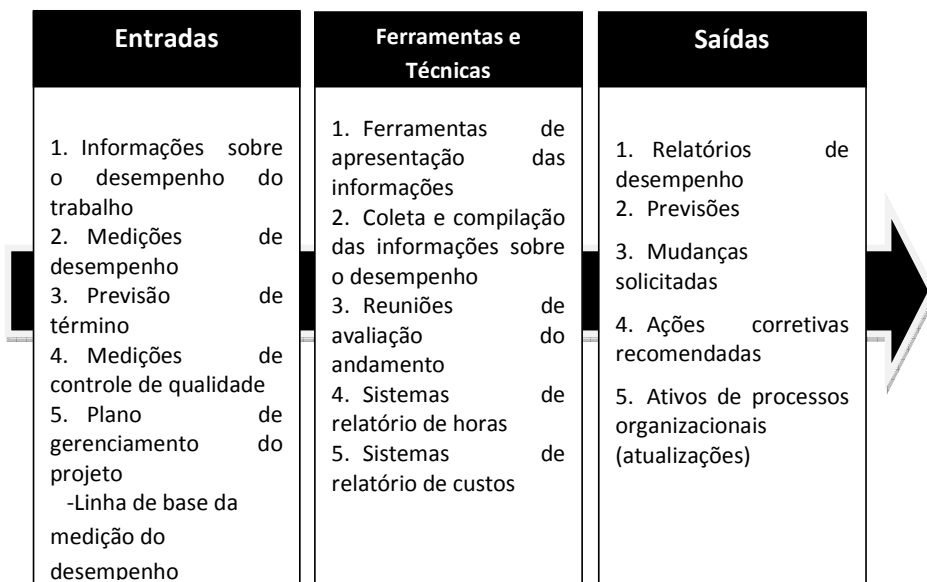 Entradas
1. Informações sobre
o desempenho do
trabalho
2. Medições de
desempenho
3. Previsão de
término
4. Medições de
controle de qualidade
5. Plano de
gerenciamento do
projeto
-Linha de base da
medição do
desempenho
Ferramentas e
Técnicas
1. Ferramentas de
apresentação das
informações
2. Coleta e compilação
das informações sobre
o desempenho
3. Reuniões de
avaliação do
andamento
4. Sistemas de
relatório de horas
5. Sistemas de
relatório de custos
Saídas
1. Relatórios de
desempenho
2. Previsões
3. Mudanças
solicitadas
4. Ações corretivas
recomendadas
5. Ativos de processos
organizacionais
(atualizações)